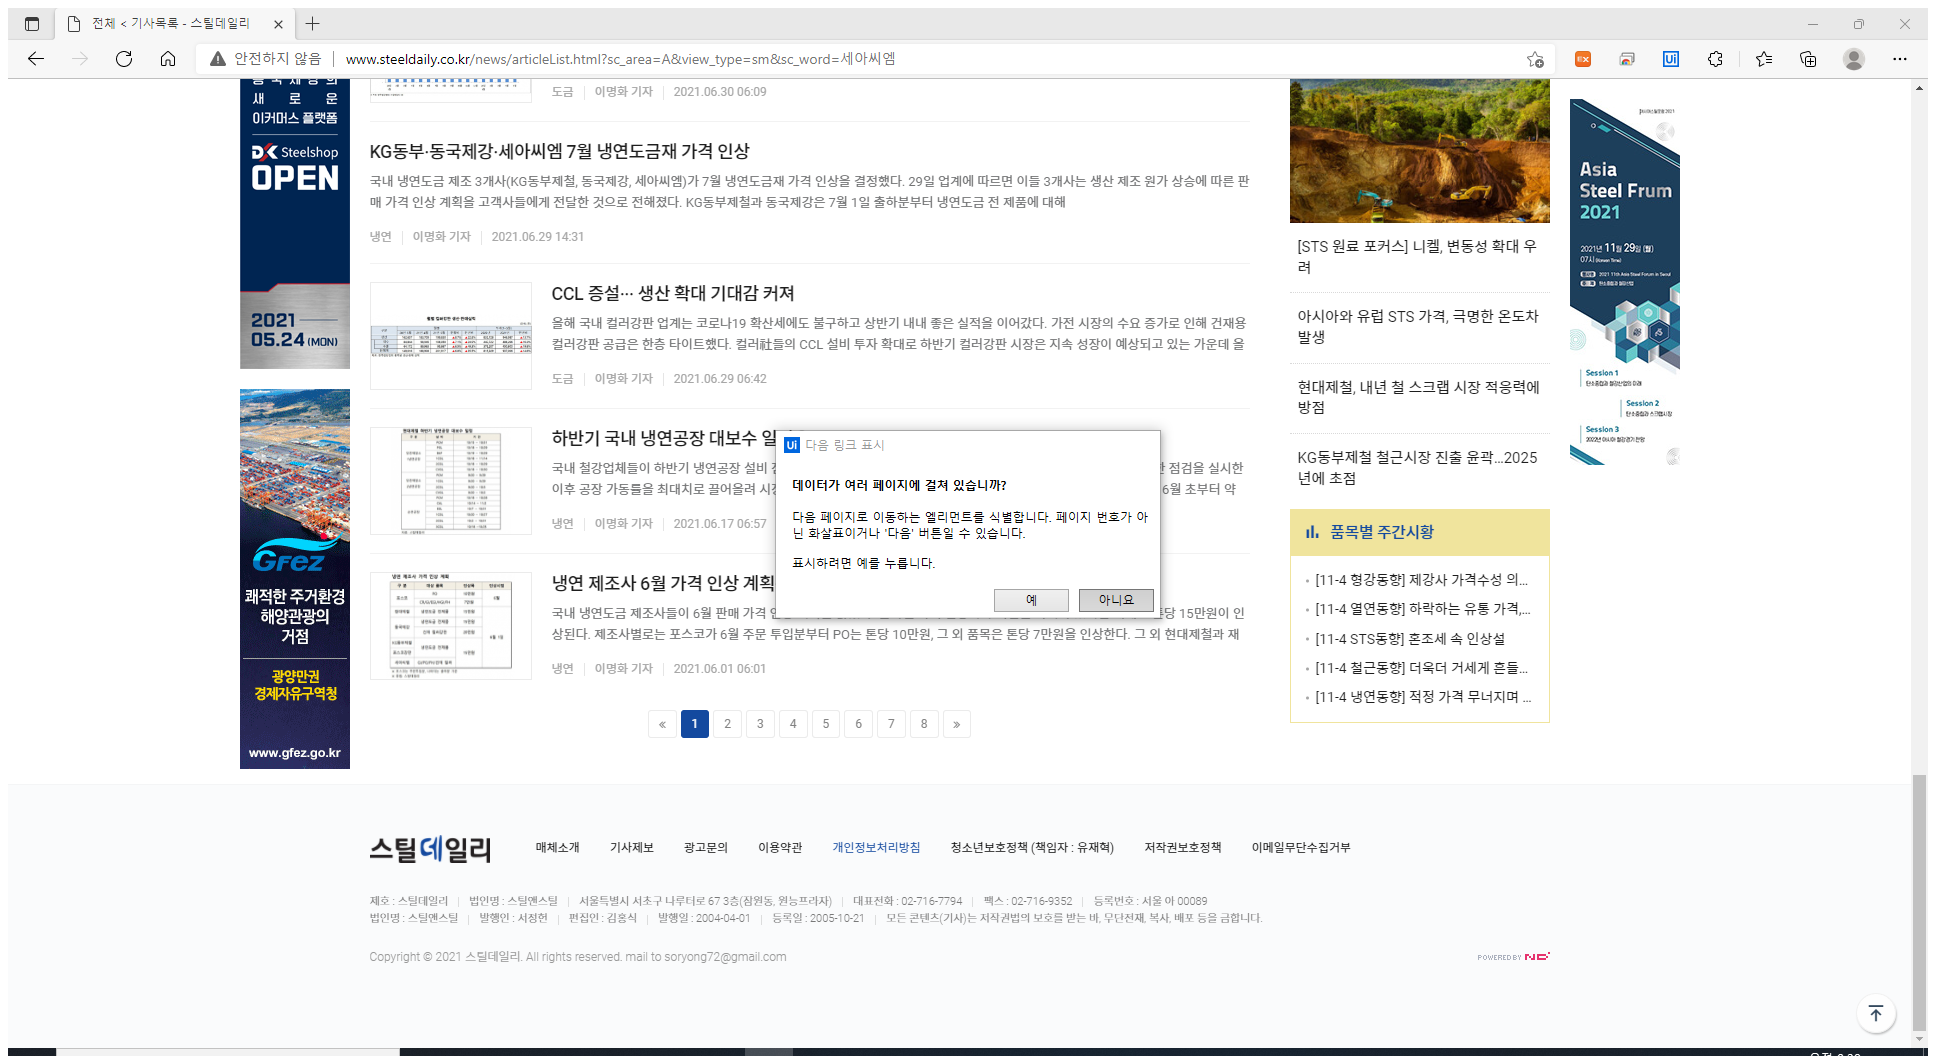 전체 < 기사목록 - 스틸데일리
안전하지 않음
www.steeldaily.co.kr/news/articleList.html?sc_area=A&view_type=sm&sc_word=세아씨엠
새 로 운
이커머스 플랫폼
DK Steelshop
OPEN
2021
05.24 (MON)
GFEZ
쾌적한 주거환경
해양관광의
거점
광양만권
경제자유구역청
www.gfez.go.kr
도금 이명화 기자 2021.06.30 06:09
KG동부·동국제강·세아씨엠 7월 냉연도금재 가격 인상
국내 냉연도금 제조 3개사(KG동부제철, 동국제강, 세아씨엠)가 7월 냉연도금재 가격 인상을 결정했다. 29일 업계에 따르면 이들 3개사는 생산 제조 원가 상승에 따른 판
매 가격 인상 계획을 고객사들에게 전달한 것으로 전해졌다. KG동부제철과 동국제강은 7월 1일 출하분부터 냉연도금 전 제품에 대해
냉연 이명화 기자 2021.06.29 14:31
CCL 증설··· 생산 확대 기대감 커져
올해 국내 컬러강판 업계는 코로나19 확산세에도 불구하고 상반기 내내 좋은 실적을 이어갔다. 가전 시장의 수요 증가로 인해 건재용
컬러강판 공급은 한층 타이트했다. 컬러社들의 CCL 설비 투자 확대로 하반기 컬러강판 시장은 지속 성장이 예상되고 있는 가운데 올
도금 이명화 기자 2021.06.29 06:42
하반기 국내 냉연공장 대보수 일
국내 철강업체들이 하반기 냉연공장 설비 점검을 실시한
이후 공장 가동률을 최대치로 끌어올려 시 6월 초부터 약
냉연 이명화 기자 2021.06.17 06:57
냉연 제조사 6월 가격 인상 계획
국내 냉연도금 제조사들이 6월 판매 가격 톤당 15만원이 인
상된다. 제조사별로는 포스코가 6월 주문 투입분부터 PO는 톤당 10만원, 그 외 품목은 톤당 7만원을 인상한다. 그 외 현대제철과 재
냉연 이명화 기자 2021.06.01 06:01
Ui 다음 링크 표시
데이터가 여러 페이지에 걸쳐 있습니까?
다음 페이지로 이동하는 엘리먼트를 식별합니다. 페이지 번호가 아
닌 화살표이거나 '다음' 버튼일 수 있습니다.
표시하려면 예를 누릅니다.
예 아니요
« 1 2 3 4 5 6 7 8 »
[STS 원료 포커스] 니켈, 변동성 확대 우
려
아시아와 유럽 STS 가격, 극명한 온도차
발생
현대제철, 내년 철 스크랩 시장 적응력에
방점
KG동부제철 철근시장 진출 윤곽...2025
년에 초점
품목별 주간시황
[11-4 형강동향] 제강사 가격수성 의...
[11-4 열연동향] 하락하는 유통 가격,...
[11-4 STS동향] 혼조세 속 인상설
[11-4 철근동향] 더욱더 거세게 흔들...
[11-4 냉연동향] 적정 가격 무너지며 ...
Asia
Steel Frum
2021
2021년 11월 29일 (월)
07시 (Korean Time)
2021 11th Asia Steel Forum in Seoul
Session 1
탄소중립과 철강산업의 미래
Session 2
탄소중립과 스크랩시장
Session 3
2022년 아시아 철강경기 전망
스틸데일리
매체소개 기사제보 광고문의 이용약관 개인정보처리방침 청소년보호정책 (책임자 : 유재혁) 저작권보호정책 이메일무단수집거부
제호 : 스틸데일리 법인명 : 스틸앤스틸 서울특별시 서초구 나루터로 67 3층(잠원동, 원능프라자) 대표전화 : 02-716-7794 팩스 : 02-716-9352 등록번호 : 서울 아 00089
법인명 : 스틸앤스틸 발행인 : 서정헌 편집인 : 김홍식 발행일 : 2004-04-01 등록일 : 2005-10-21 모든 콘텐츠(기사)는 저작권법의 보호를 받는 바, 무단전재, 복사, 배포 등을 금합니다.
Copyright © 2021 스틸데일리. All rights reserved. mail to soryong72@gmail.com
POWERED BY ND